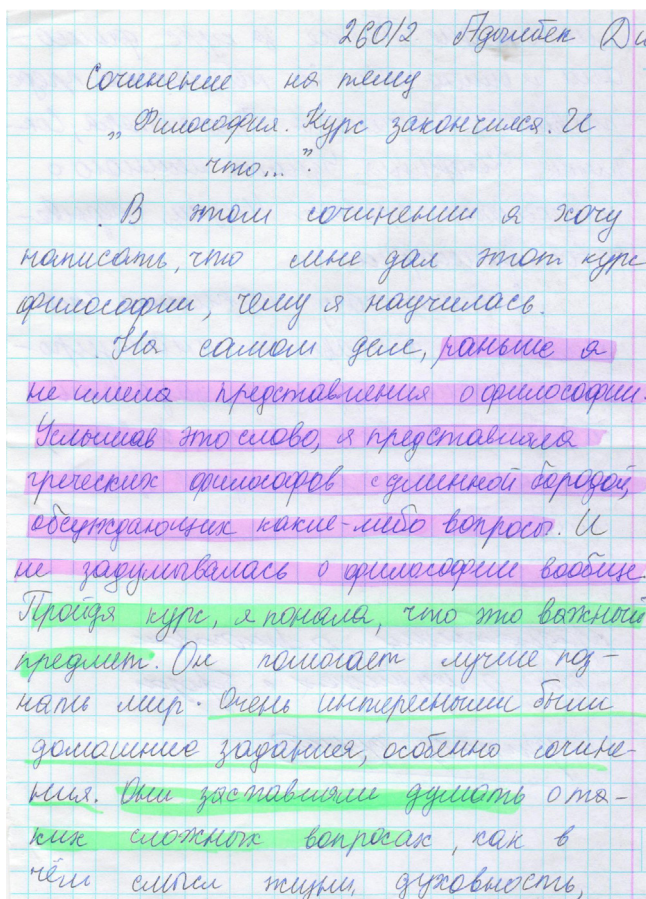 260/2 Адылбек Ди
Сочинение на тему
„Философия. Курс закончился. И
что...".
В этом сочинении я хочу
написать, что мне дал этот курс
философии, чему я научилась.
На самом деле, раньше я
не имела представления о философии.
Услышав это слово, я представляла
греческих философов с длинной бородой,
обсуждающих какие-либо вопросы. И
не задумывалась о философии вообще.
Пройдя курс, я поняла, что это важный
предмет. Он помогает лучше поз-
нать мир. Очень интересными были
домашние задания, особенно сочине-
ния. Они заставляли думать о та-
ких сложных вопросах, как в
чём смысл жизни, духовность,